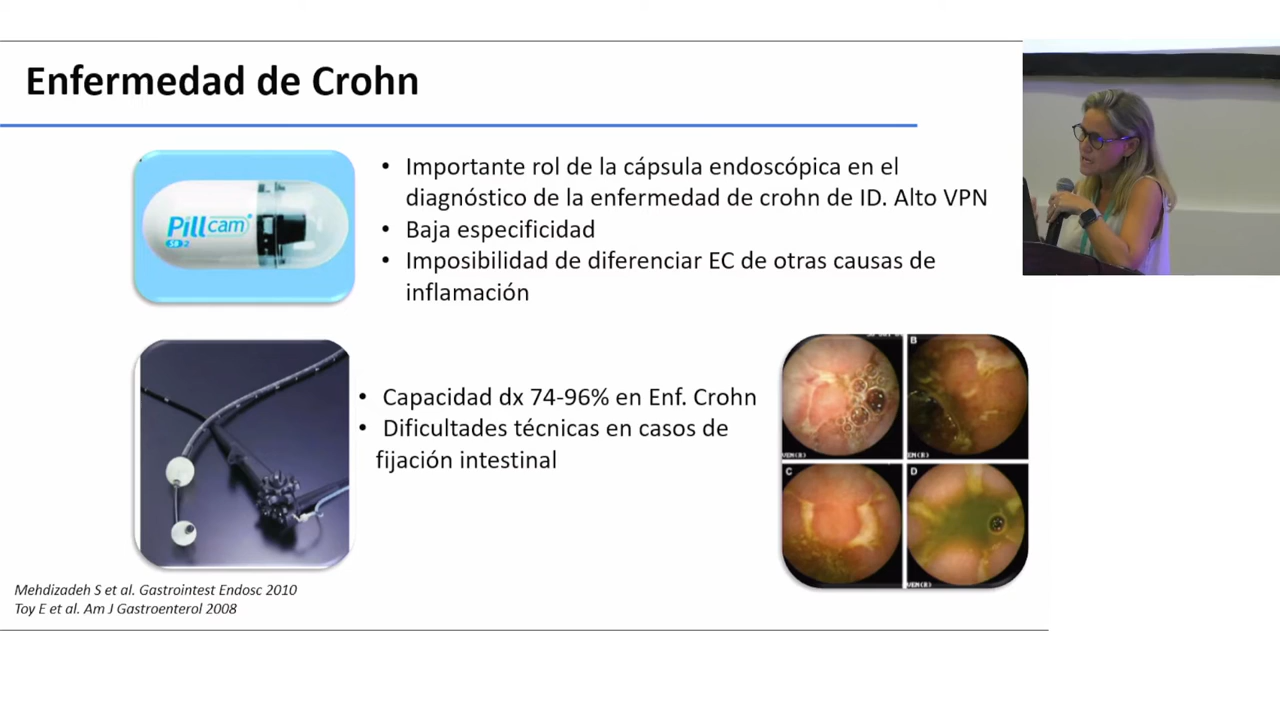 Enfermedad de Crohn
Pillcam
SB 2
• Importante rol de la cápsula endoscópica en el
diagnóstico de la enfermedad de crohn de ID. Alto VPN
• Baja especificidad
• Imposibilidad de diferenciar EC de otras causas de
inflamación
• Capacidad dx 74-96% en Enf. Crohn
• Dificultades técnicas en casos de
fijación intestinal
B
C
D
Mehdizadeh S et al. Gastrointest Endosc 2010
Toy E et al. Am J Gastroenterol 2008